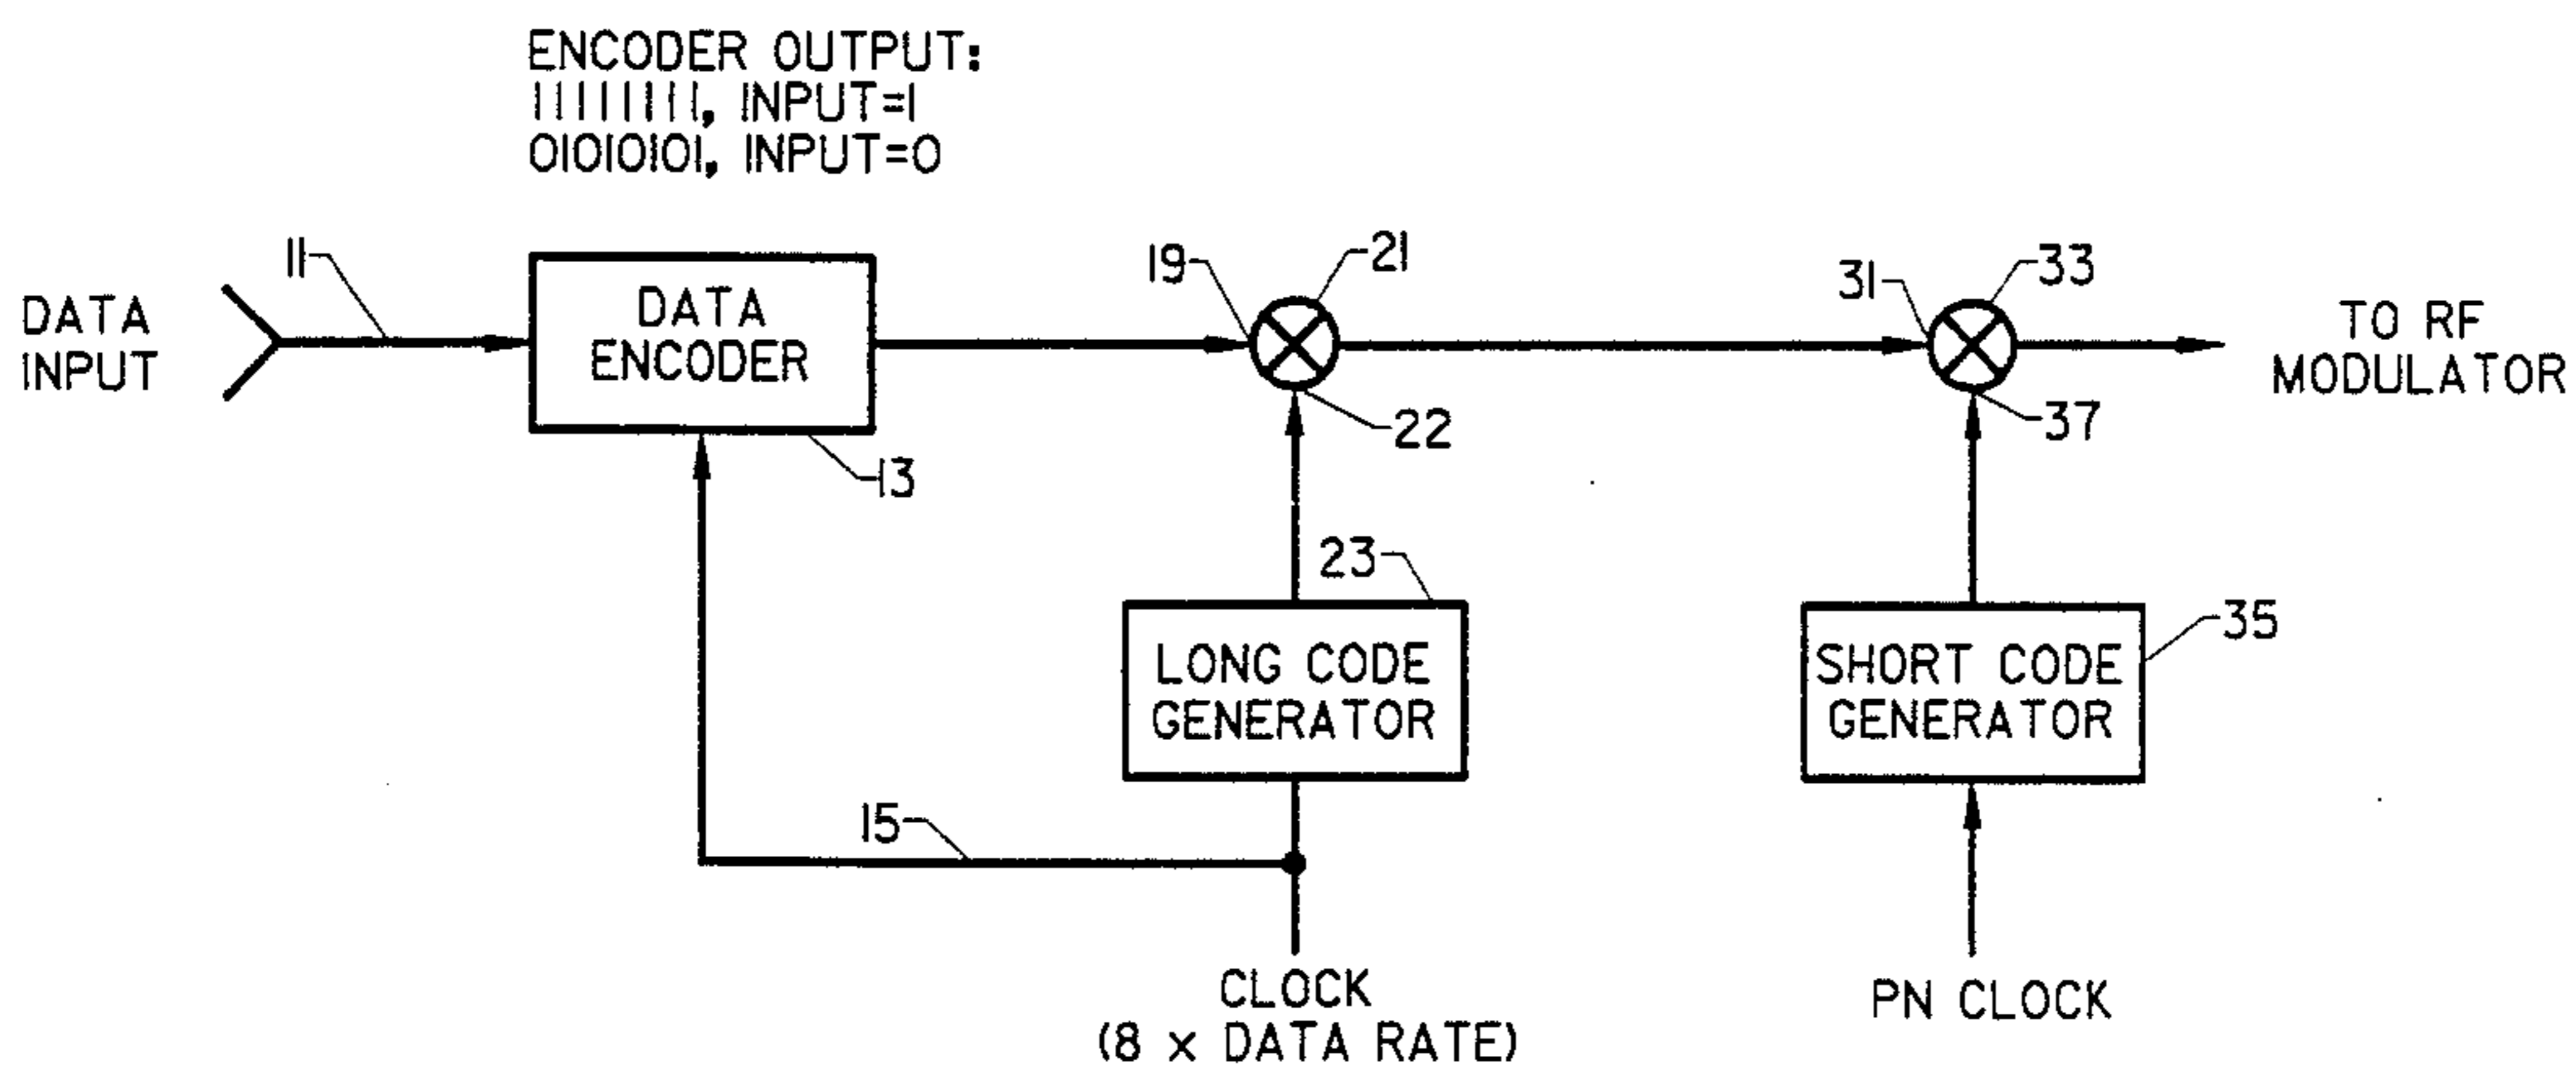 ENCODER OUTPUT:
11111111, INPUT=1
01010101, INPUT=0
11
DATA
INPUT
DATA
ENCODER
13
19
21
22
31
33
37
TO RF
MODULATOR
23
LONG CODE
GENERATOR
35
SHORT CODE
GENERATOR
15
CLOCK
(8 x DATA RATE)
PN CLOCK